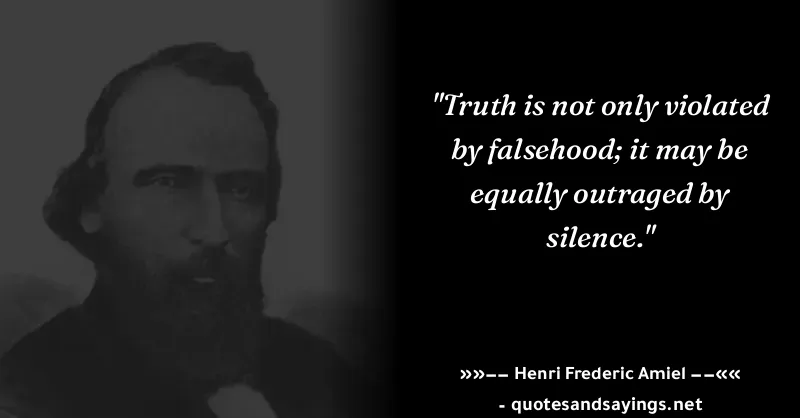 "Truth is not only violated
by falsehood; it may be
equally outraged by
silence."
»»–– Henri Frederic Amiel ––««
- quotesandsayings.net